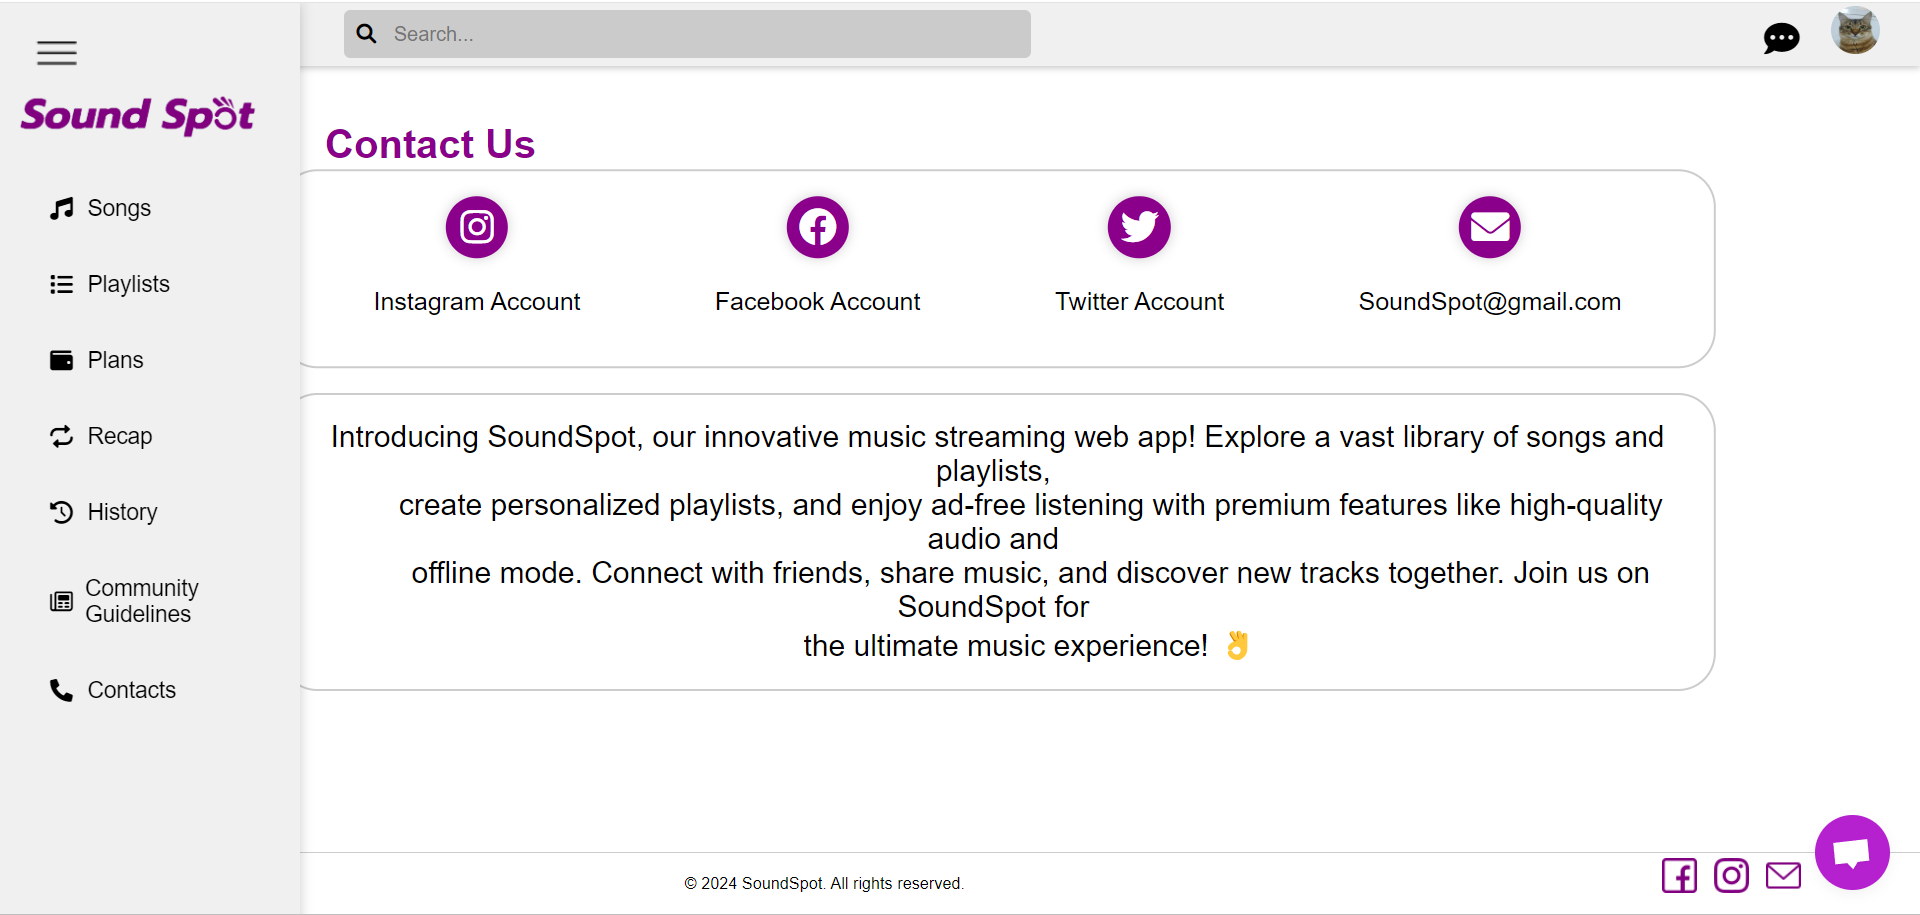 Search...
Sound Spot
Songs
Playlists
Plans
Recap
History
Community
Guidelines
Contacts
Contact Us
Instagram Account
Facebook Account
Twitter Account
SoundSpot@gmail.com
Introducing SoundSpot, our innovative music streaming web app! Explore a vast library of songs and
playlists,
create personalized playlists, and enjoy ad-free listening with premium features like high-quality
audio and
offline mode. Connect with friends, share music, and discover new tracks together. Join us on
SoundSpot for
the ultimate music experience! 👌
© 2024 SoundSpot. All rights reserved.